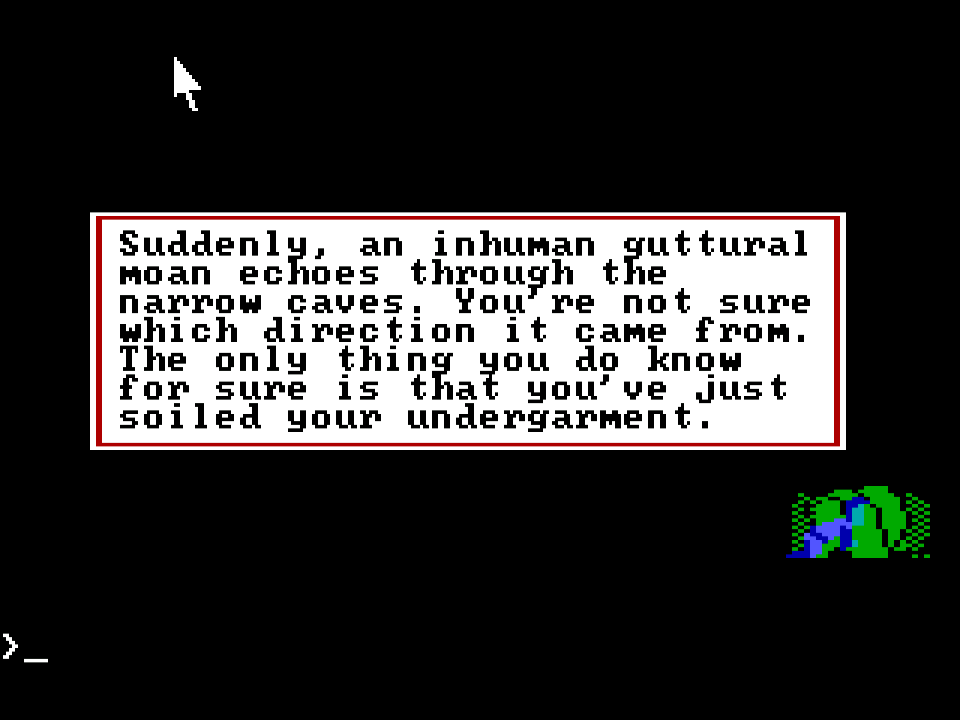 Suddenly, an inhuman guttural
moan echoes through the
narrow caves. You're not sure
which direction it came from.
The only thing you do know
for sure is that you've just
soiled your undergarment.
>_